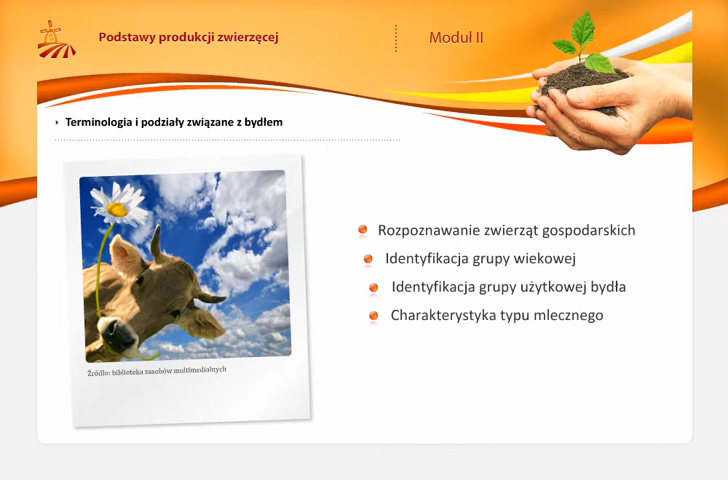 Podstawy produkcji zwierzęcej
Moduł II
Terminologia i podziały związane z bydłem
Rozpoznawanie zwierząt gospodarskich
Identyfikacja grupy wiekowej
Identyfikacja grupy użytkowej bydła
Charakterystyka typu mlecznego
Źródło: biblioteka zasobów multimedialnych